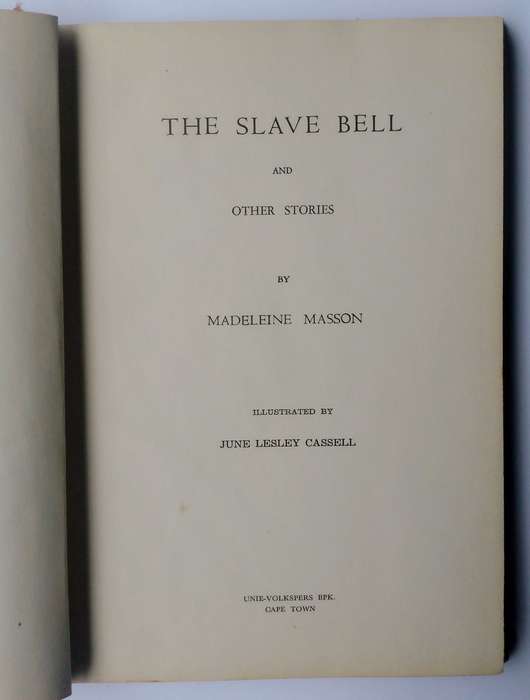 THE SLAVE BELL
AND
OTHER STORIES
BY
MADELEINE MASSON
ILLUSTRATED BY
JUNE LESLEY CASSELL
UNIE-VOLKSPERS BPK.
CAPE TOWN